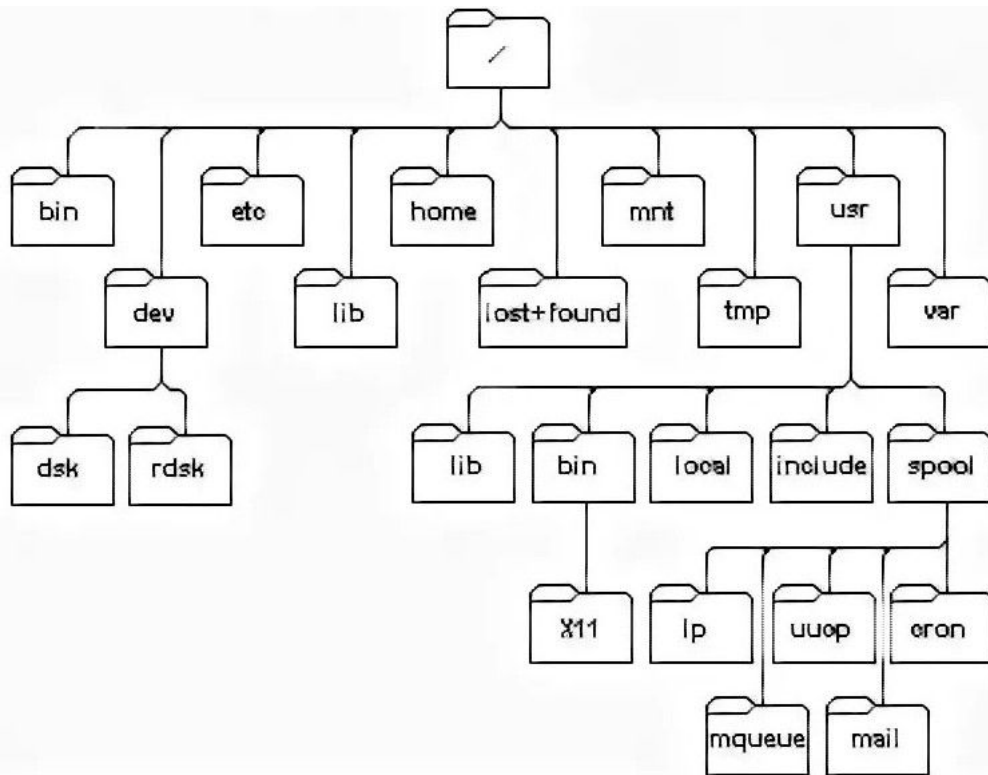 /
bin
etc
home
mnt
usr
dev
lib
lost+found
tmp
var
dsk
rdsk
lib
bin
local
include
spool
X11
lp
uucp
cron
mqueue
mail